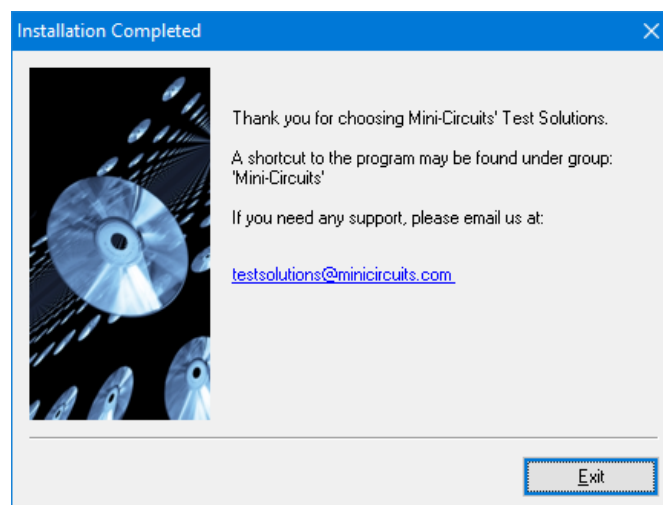 Installation Completed
Thank you for choosing Mini-Circuits' Test Solutions.
A shortcut to the program may be found under group:
'Mini-Circuits'
If you need any support, please email us at:
testsolutions@minicircuits.com
Exit